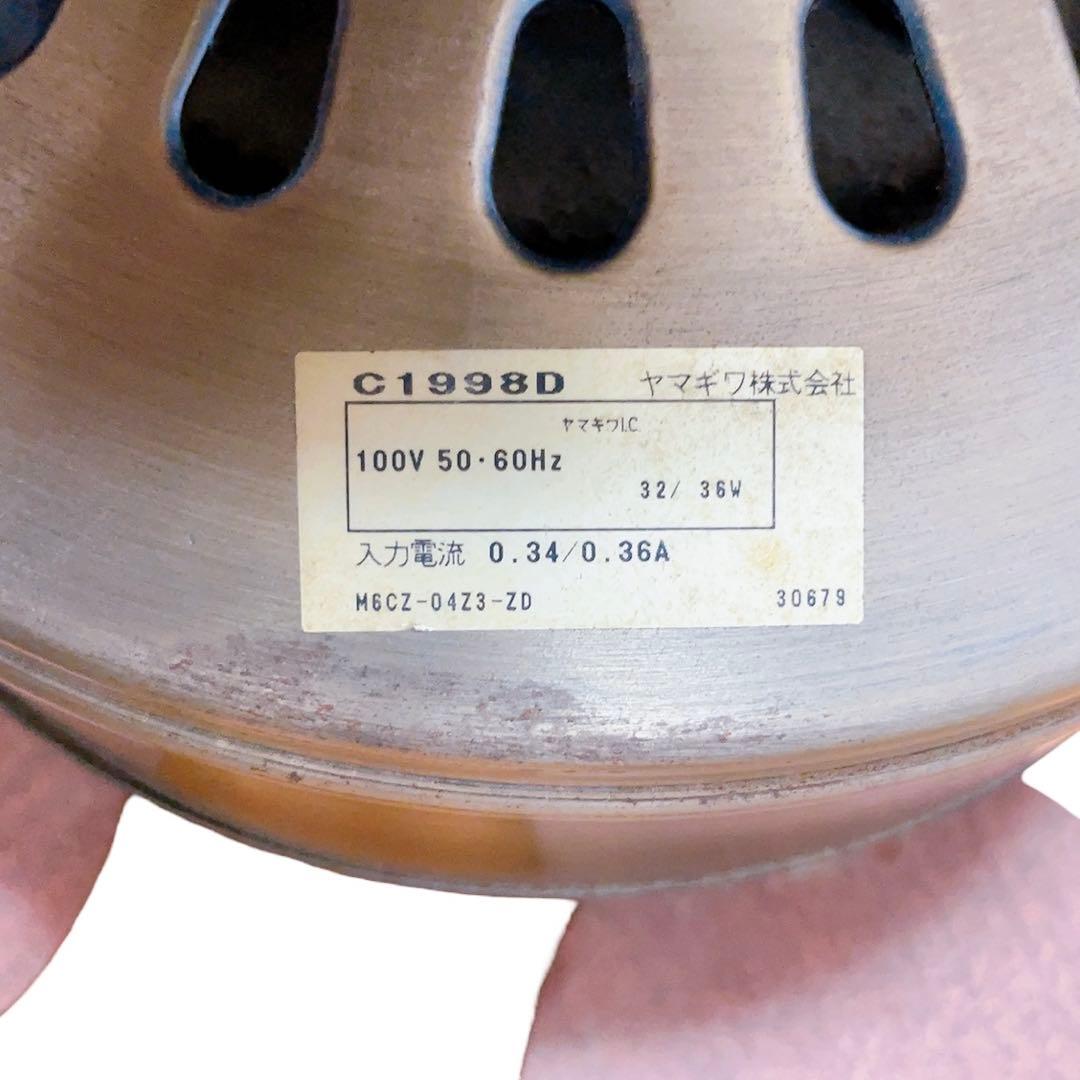 C1998D ヤマギワ株式会社
ヤマギワI.C.
100V 50・60Hz
32/ 36W
入力電流 0.34/0.36A
M6CZ-04Z3-ZD 30679